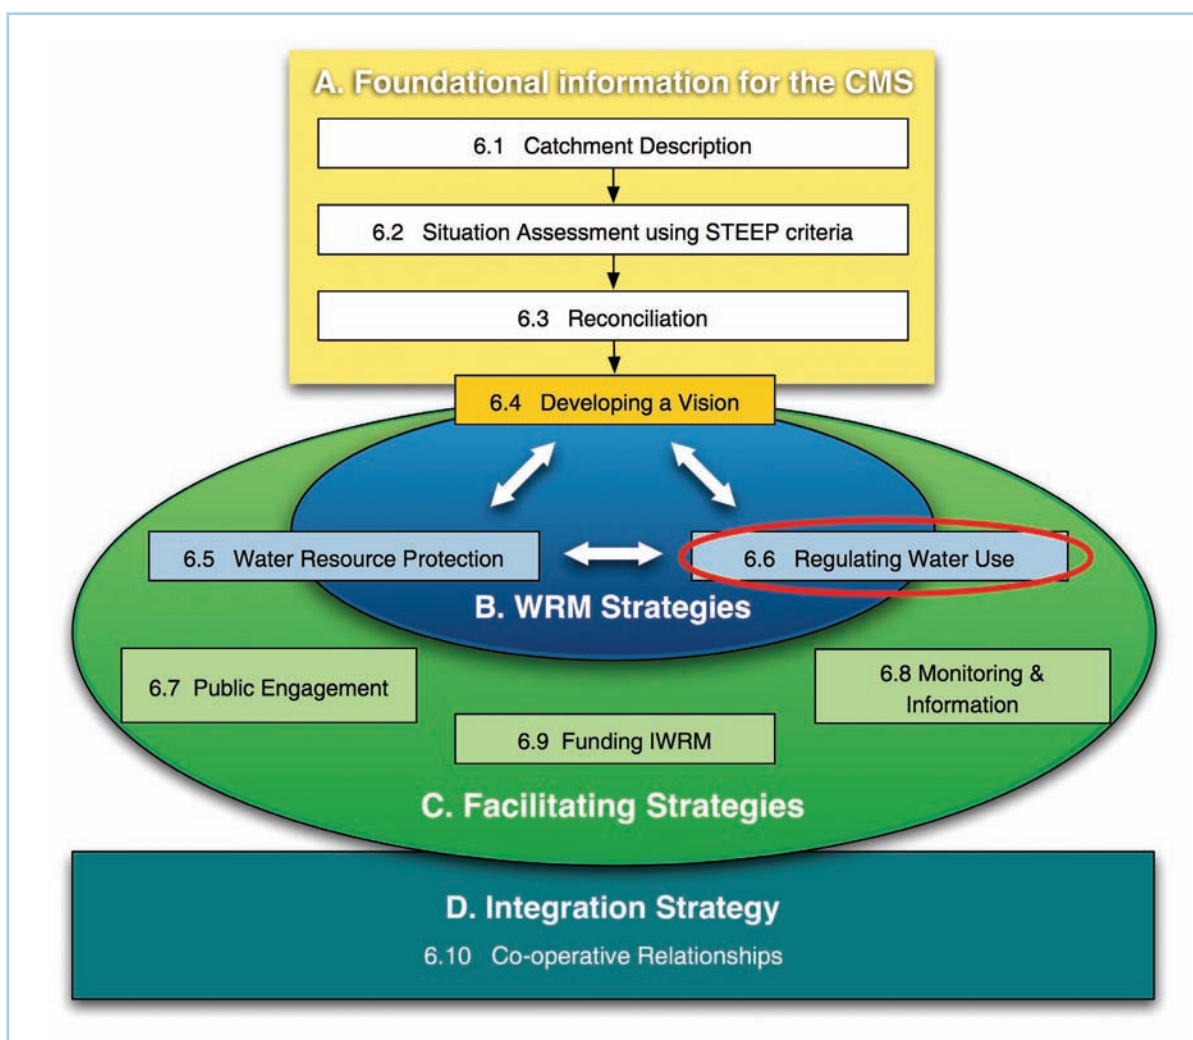 A. Foundational information for the CMS
6.1 Catchment Description
6.2 Situation Assessment using STEEP criteria
6.3 Reconciliation
6.4 Developing a Vision
6.5 Water Resource Protection
6.6 Regulating Water Use
B. WRM Strategies
6.7 Public Engagement
6.8 Monitoring &
Information
6.9 Funding IWRM
C. Facilitating Strategies
D. Integration Strategy
6.10 Co-operative Relationships